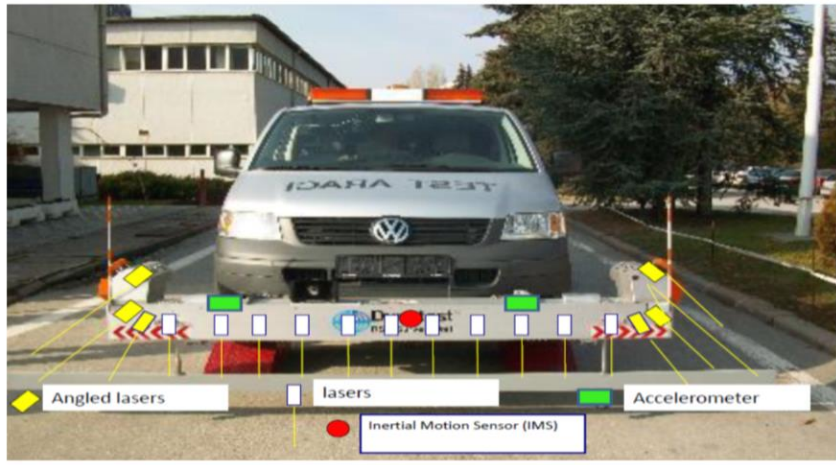 TEST ARACI
Angled lasers
lasers
Accelerometer
Inertial Motion Sensor (IMS)